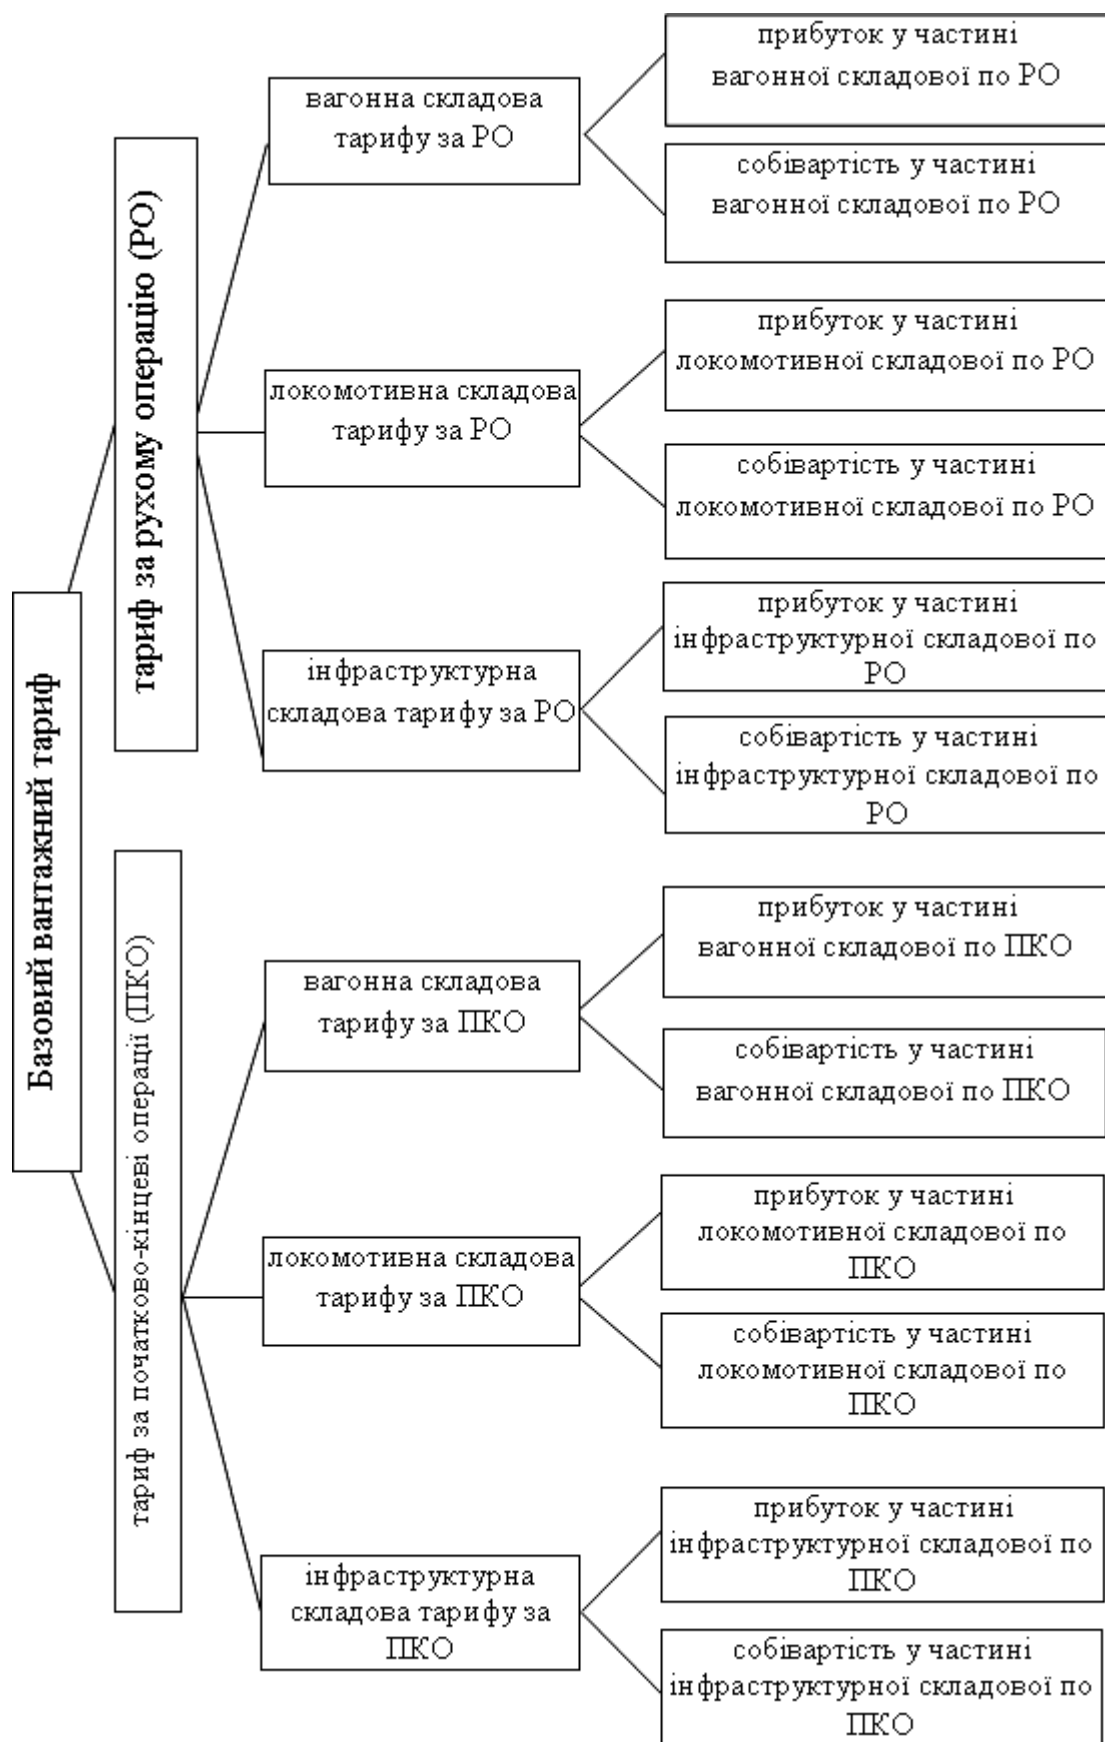 Базовий вантажний тариф
тариф за рухому операцію (РО)
вагонна складова
тарифу за РО
прибуток у частині
вагонної складової по РО
собівартість у частині
вагонної складової по РО
локомотивна складова
тарифу за РО
прибуток у частині
локомотивної складової по РО
собівартість у частині
локомотивної складової по РО
інфраструктурна
складова тарифу за РО
прибуток у частині
інфраструктурної складової по
РО
собівартість у частині
інфраструктурної складової по
РО
тариф за початково-кінцеві операції (ПКО)
вагонна складова
тарифу за ПКО
прибуток у частині
вагонної складової по ПКО
собівартість у частині
вагонної складової по ПКО
локомотивна складова
тарифу за ПКО
прибуток у частині
локомотивної складової по
ПКО
собівартість у частині
локомотивної складової по
ПКО
інфраструктурна
складова тарифу за
ПКО
прибуток у частині
інфраструктурної складової по
ПКО
собівартість у частині
інфраструктурної складової по
ПКО